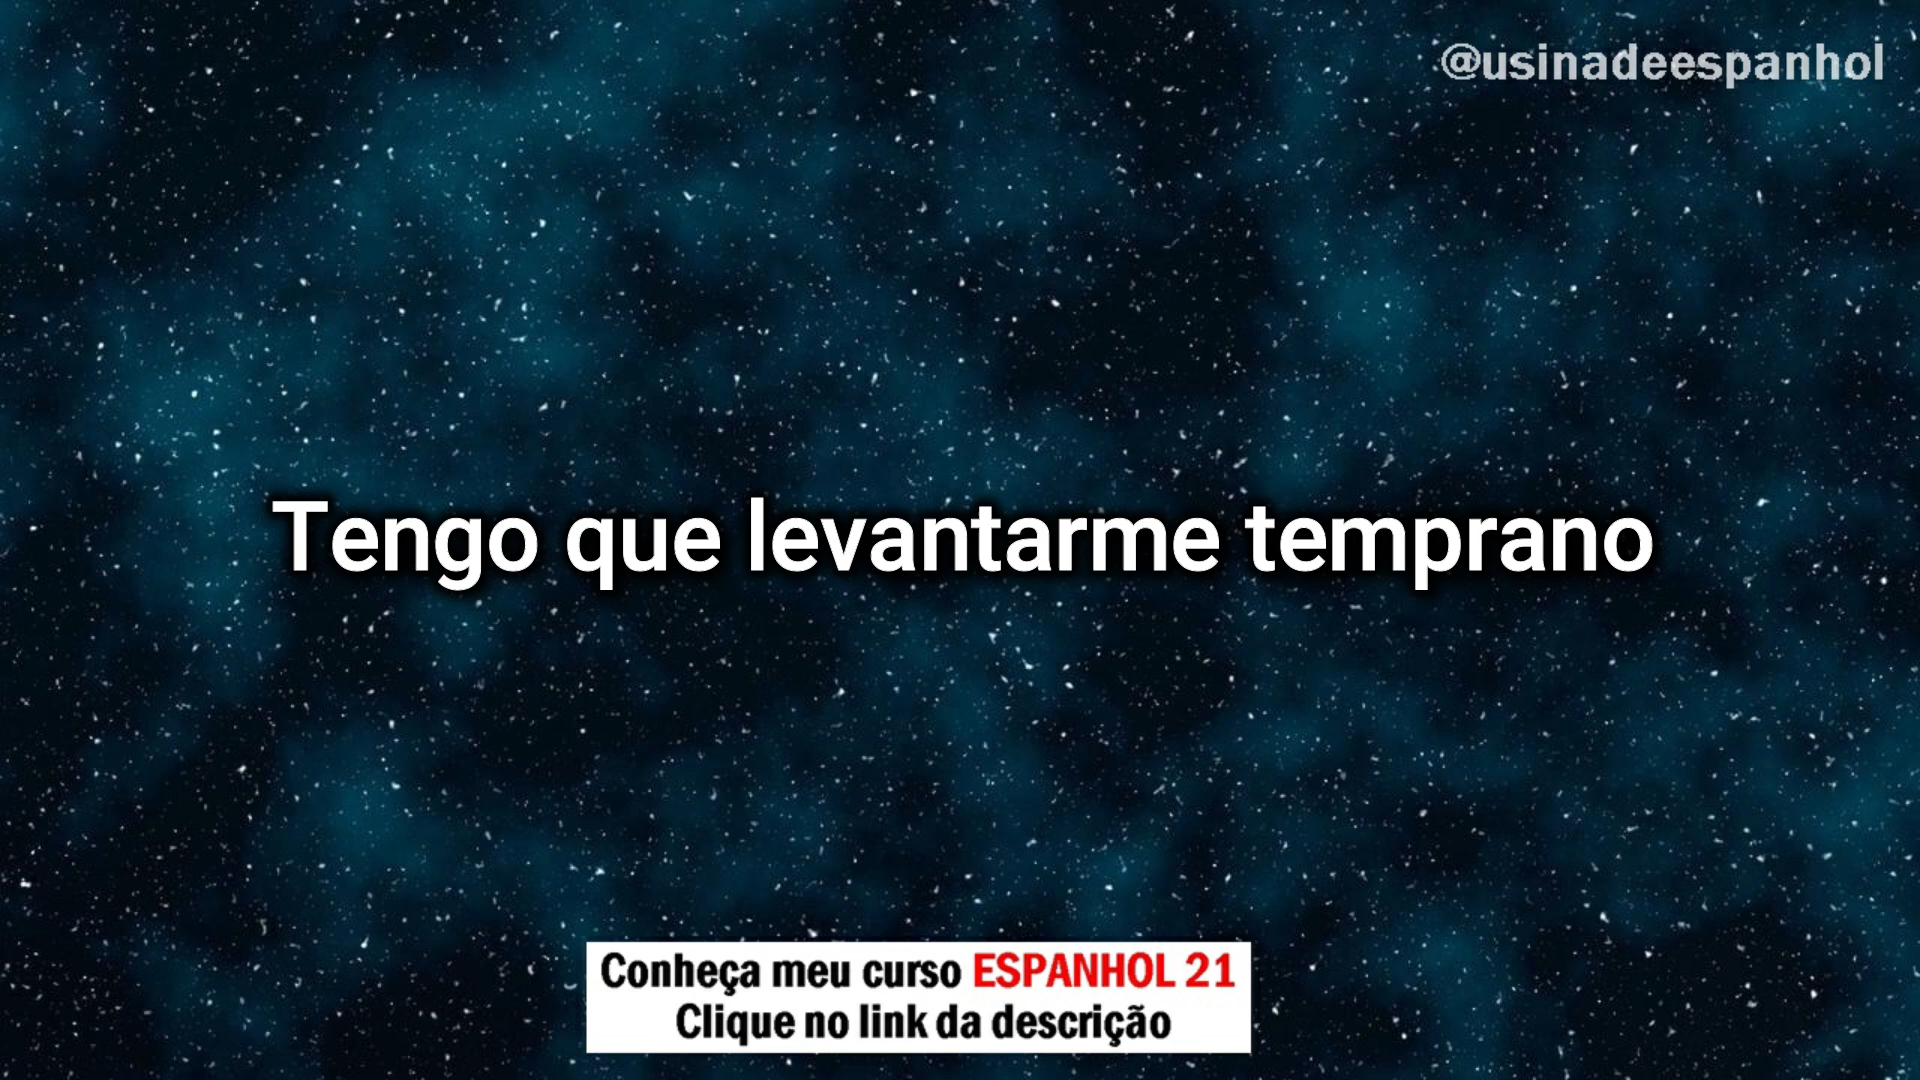 @usinadeespanhol
Tengo que levantarme temprano
Conheça meu curso ESPANHOL 21
Clique no link da descrição